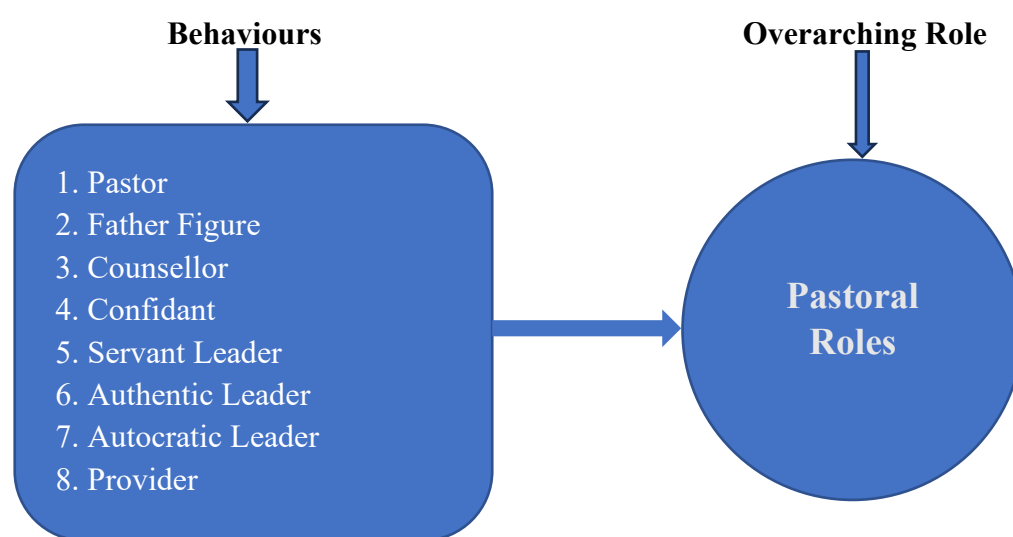 Behaviours
Overarching Role
1. Pastor
2. Father Figure
3. Counsellor
4. Confidant
5. Servant Leader
6. Authentic Leader
7. Autocratic Leader
8. Provider
Pastoral
Roles